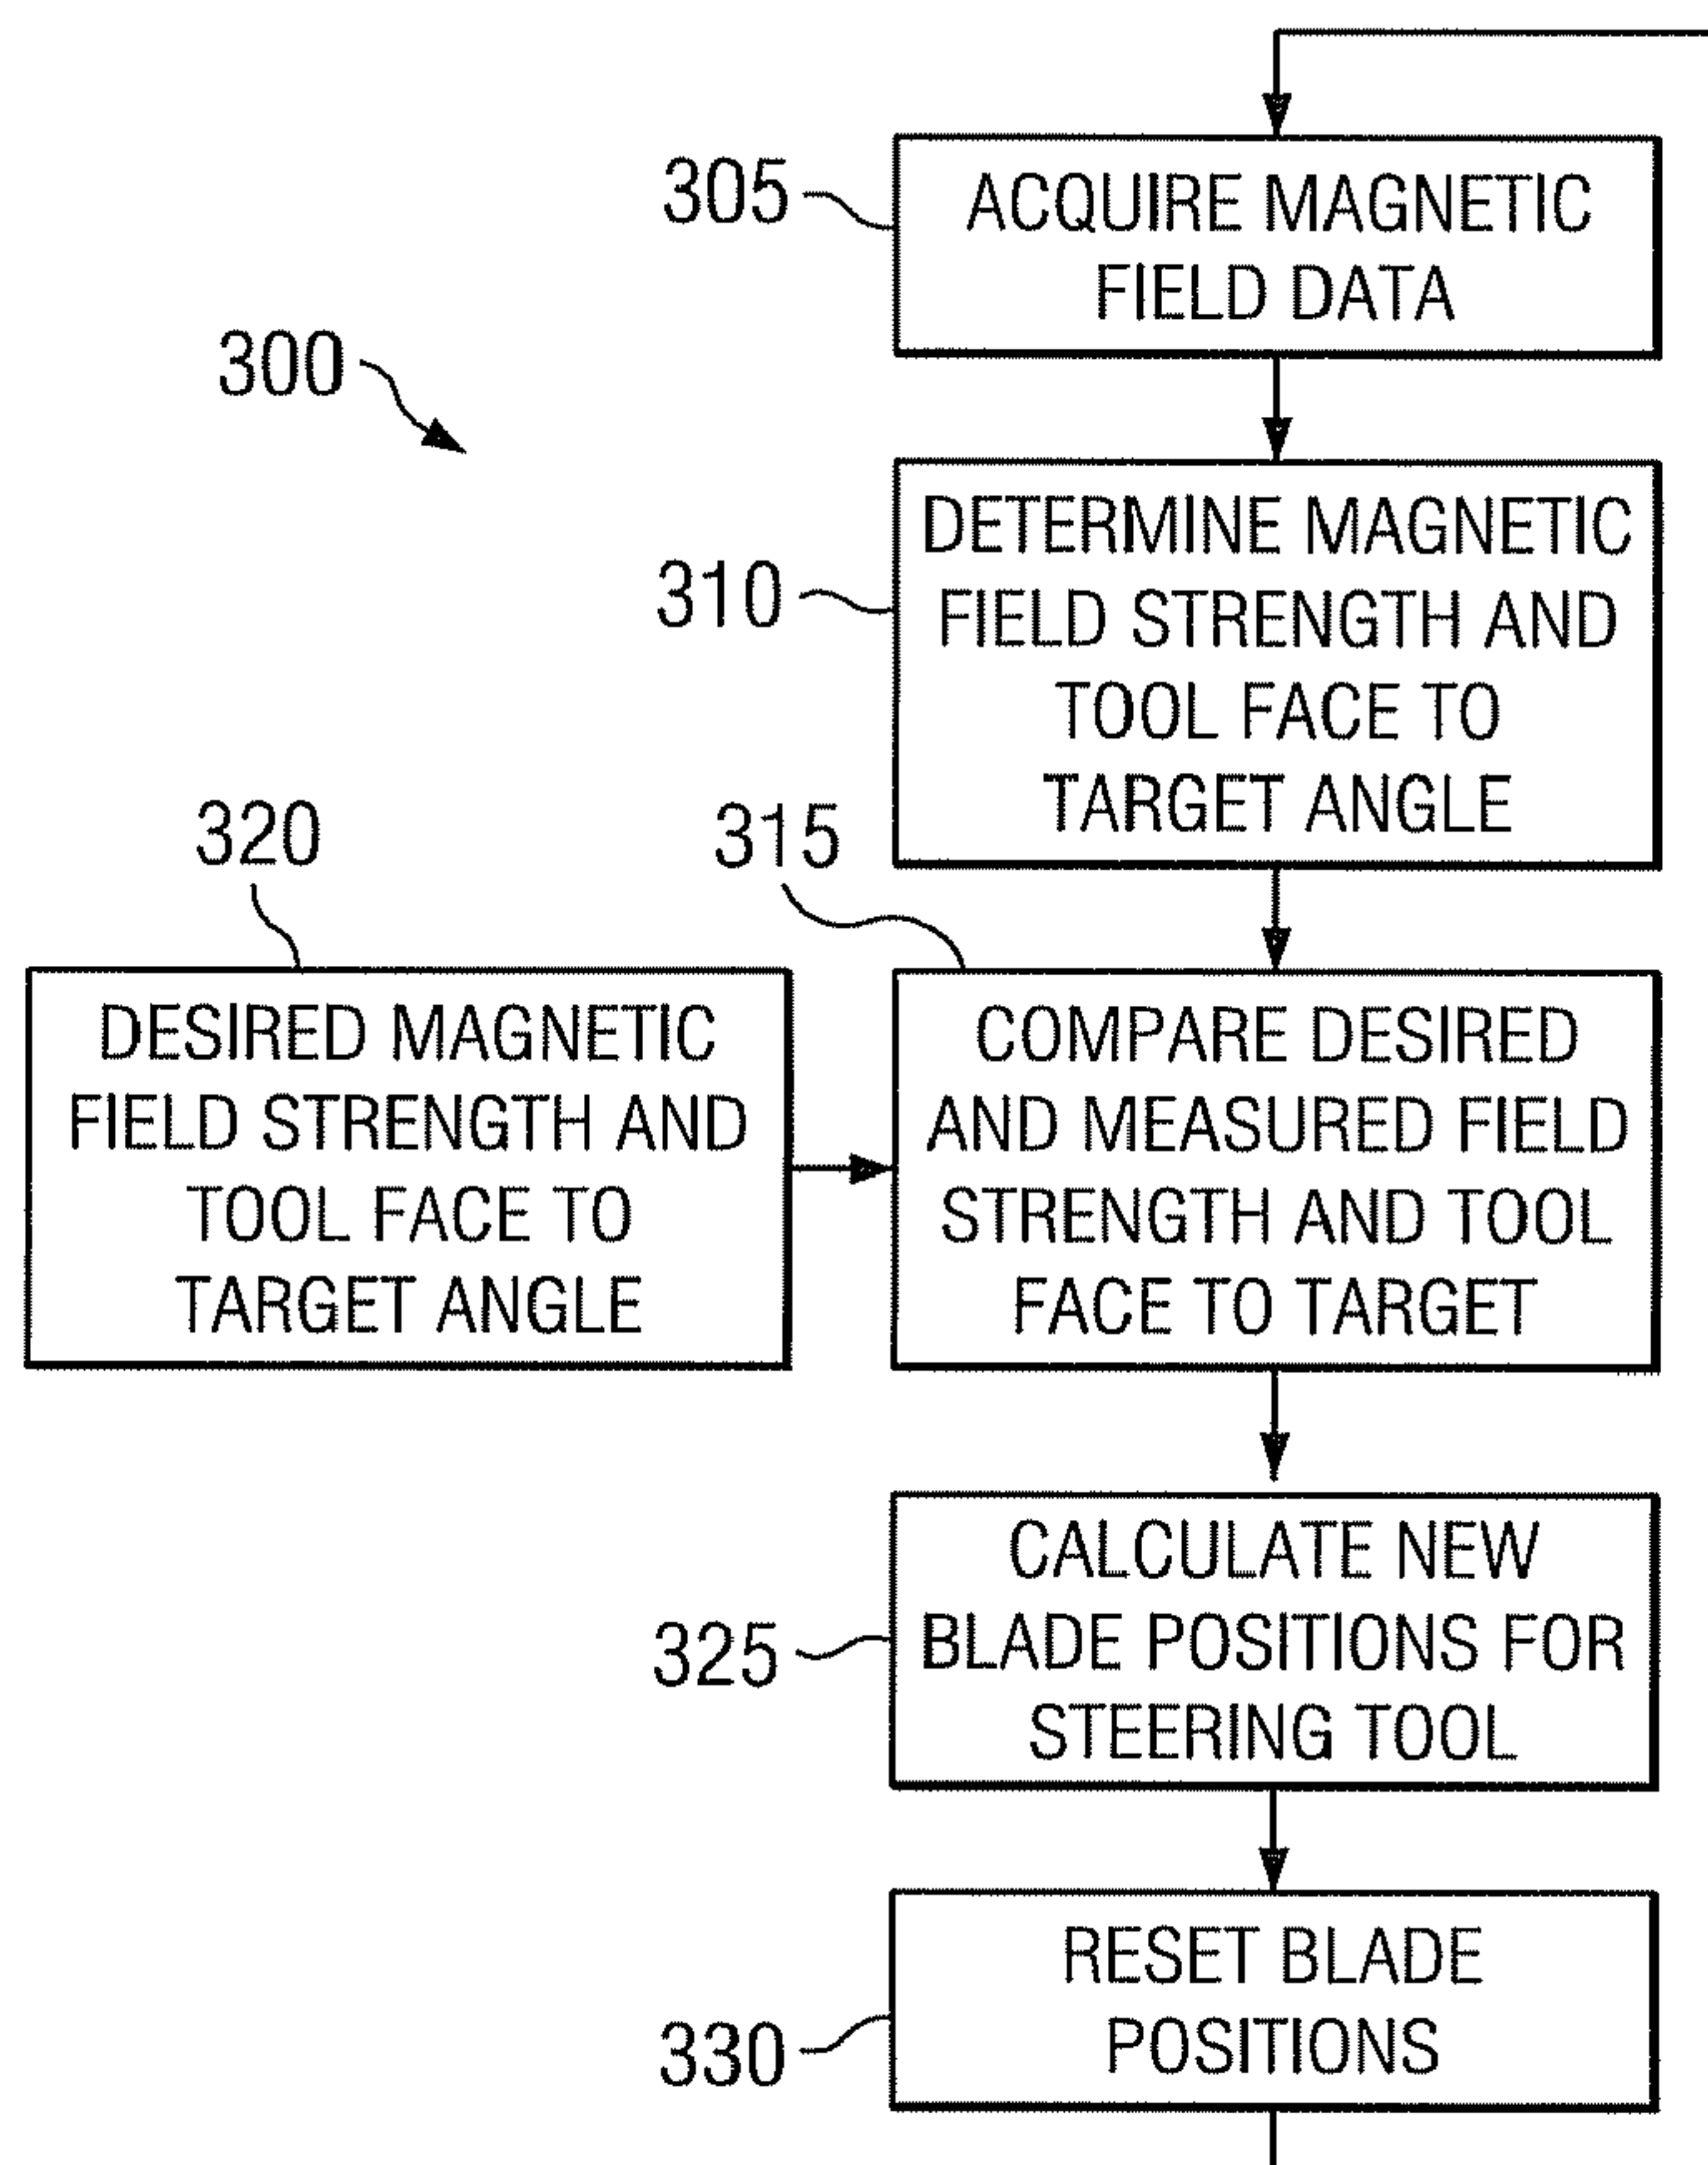 305
ACQUIRE MAGNETIC
FIELD DATA
300
310
DETERMINE MAGNETIC
FIELD STRENGTH AND
TOOL FACE TO
TARGET ANGLE
320
315
DESIRED MAGNETIC
FIELD STRENGTH AND
TOOL FACE TO
TARGET ANGLE
COMPARE DESIRED
AND MEASURED FIELD
STRENGTH AND TOOL
FACE TO TARGET
325
CALCULATE NEW
BLADE POSITIONS FOR
STEERING TOOL
330
RESET BLADE
POSITIONS